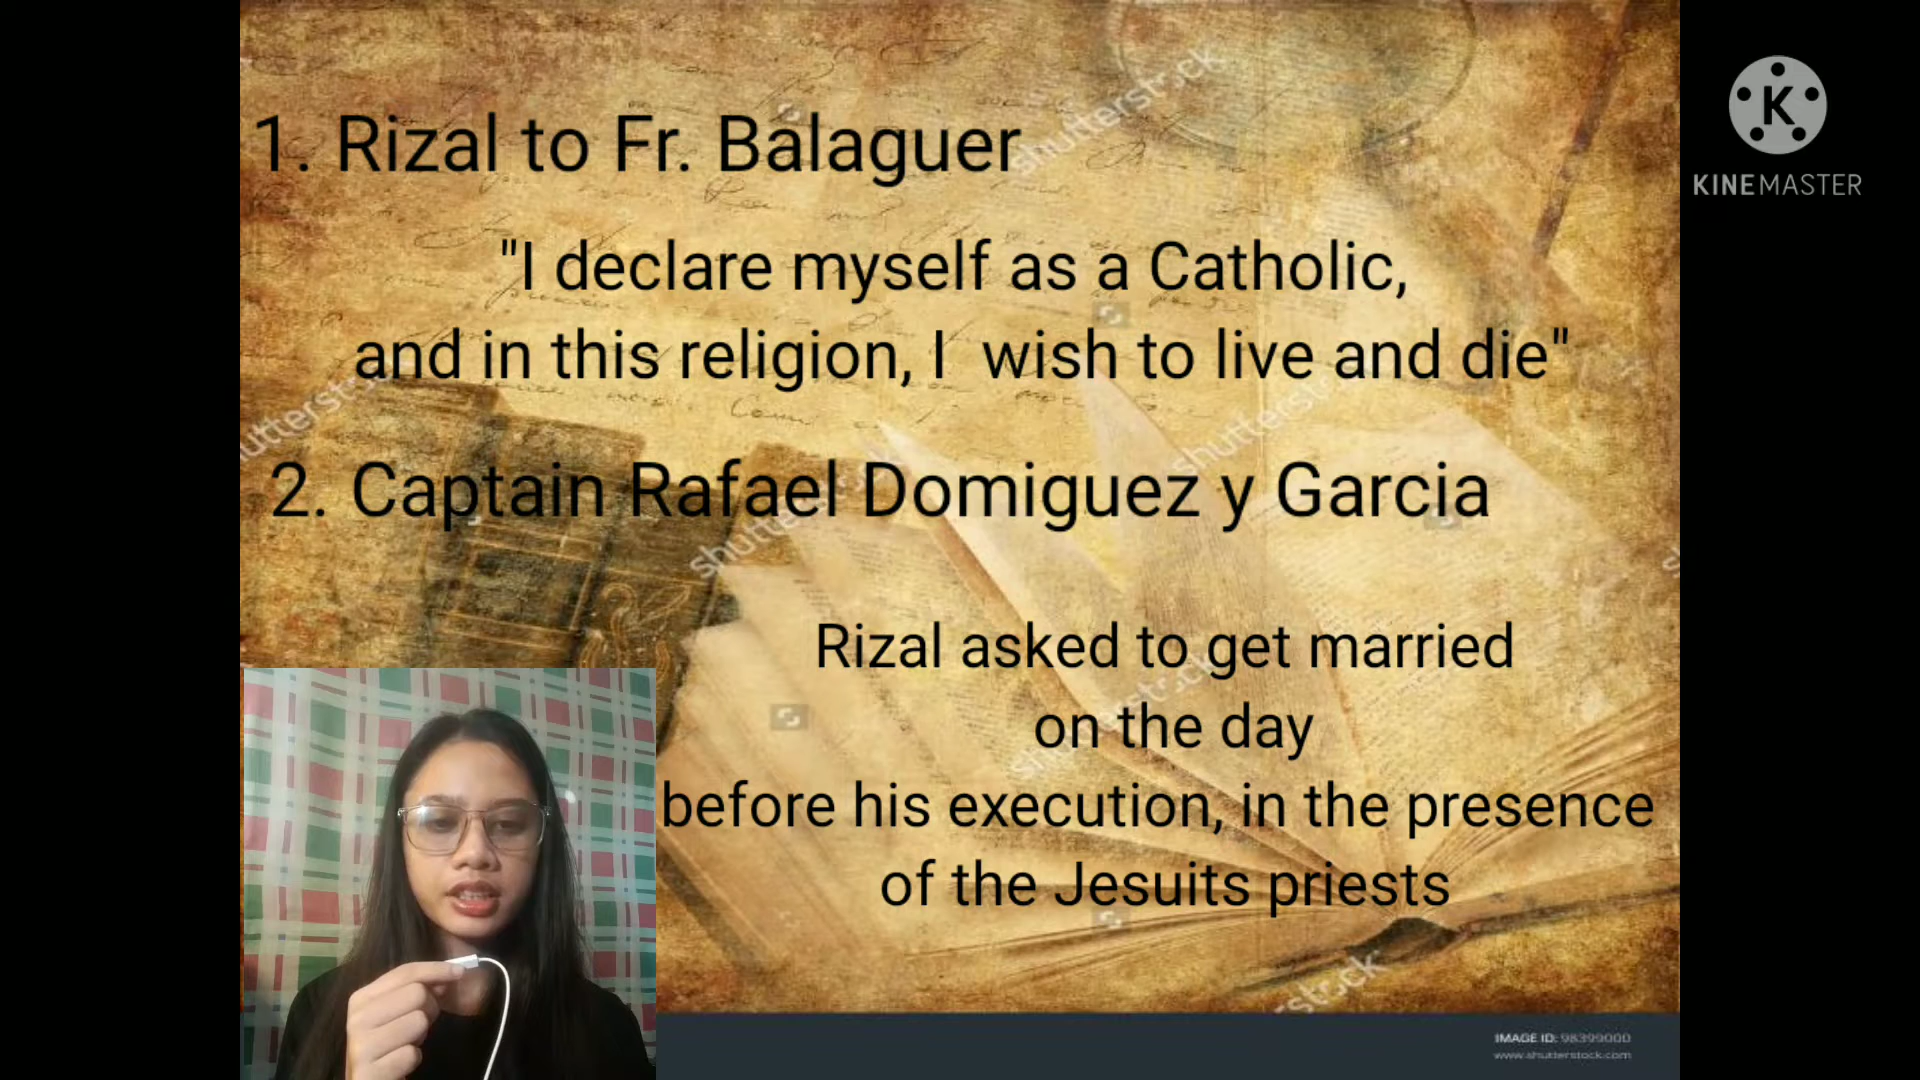 1. Rizal to Fr. Balaguer
"I declare myself as a Catholic,
and in this religion, I wish to live and die"
2. Captain Rafael Domiguez y Garcia
Rizal asked to get married
on the day
before his execution, in the presence
of the Jesuits priests
KINEMASTER
shutterstock
shutterstock
IMAGE ID: 98399000
www.shutterstock.com